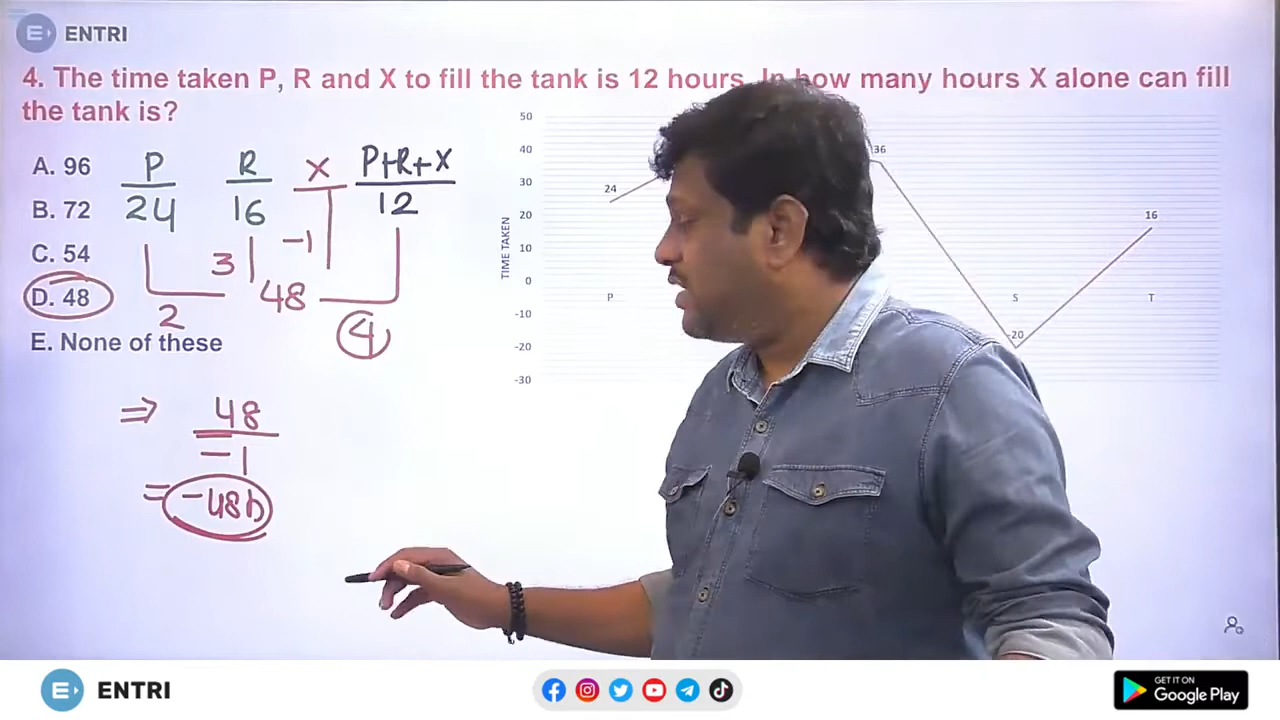 ENTRI
4. The time taken P, R and X to fill the tank is 12 hours. In how many hours X alone can fill
the tank is?
A. 96
B. 72
C. 54
D. 48
E. None of these
P R X P+R+X
24 16 12
3 -1
2 48 4
⇒ 48
-1
= -48h
TIME TAKEN
50
40
30
20
10
0
-10
-20
-30
24
36
-20
16
P S T
ENTRI
GET IT ON
Google Play